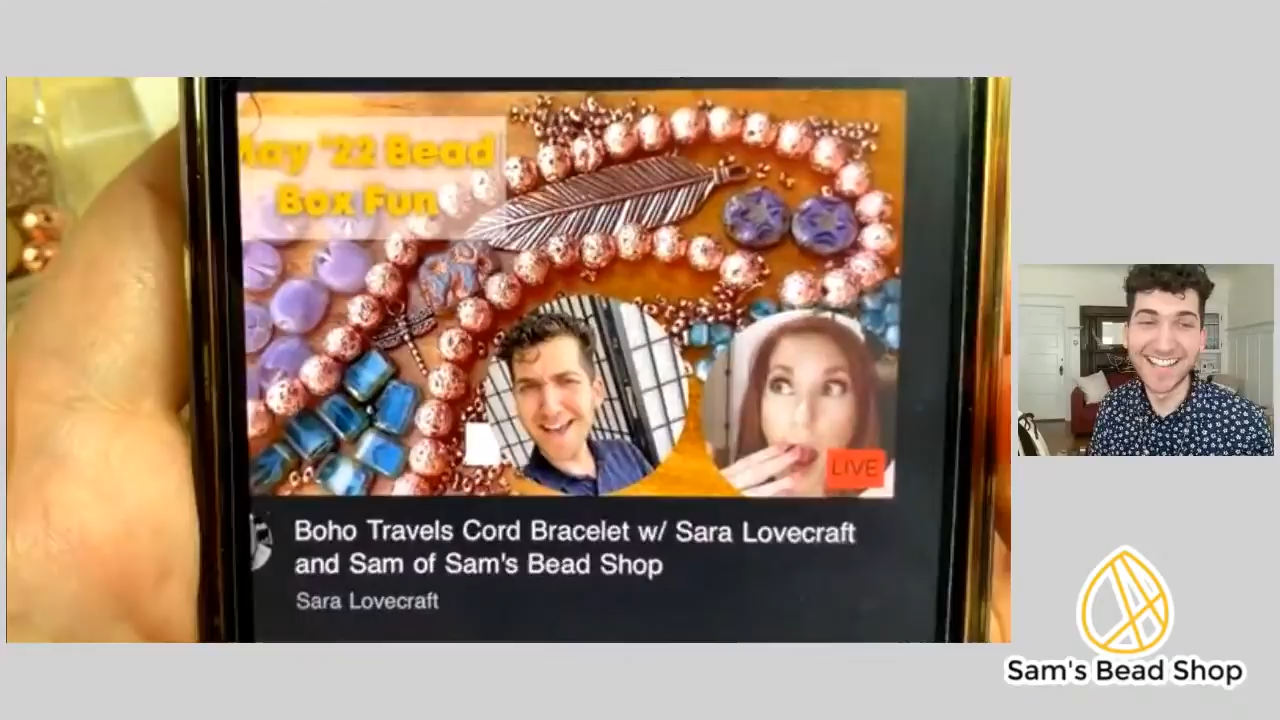 May '22 Bead
Box Fun
LIVE
Boho Travels Cord Bracelet w/ Sara Lovecraft
and Sam of Sam's Bead Shop
Sara Lovecraft
Sam's Bead Shop